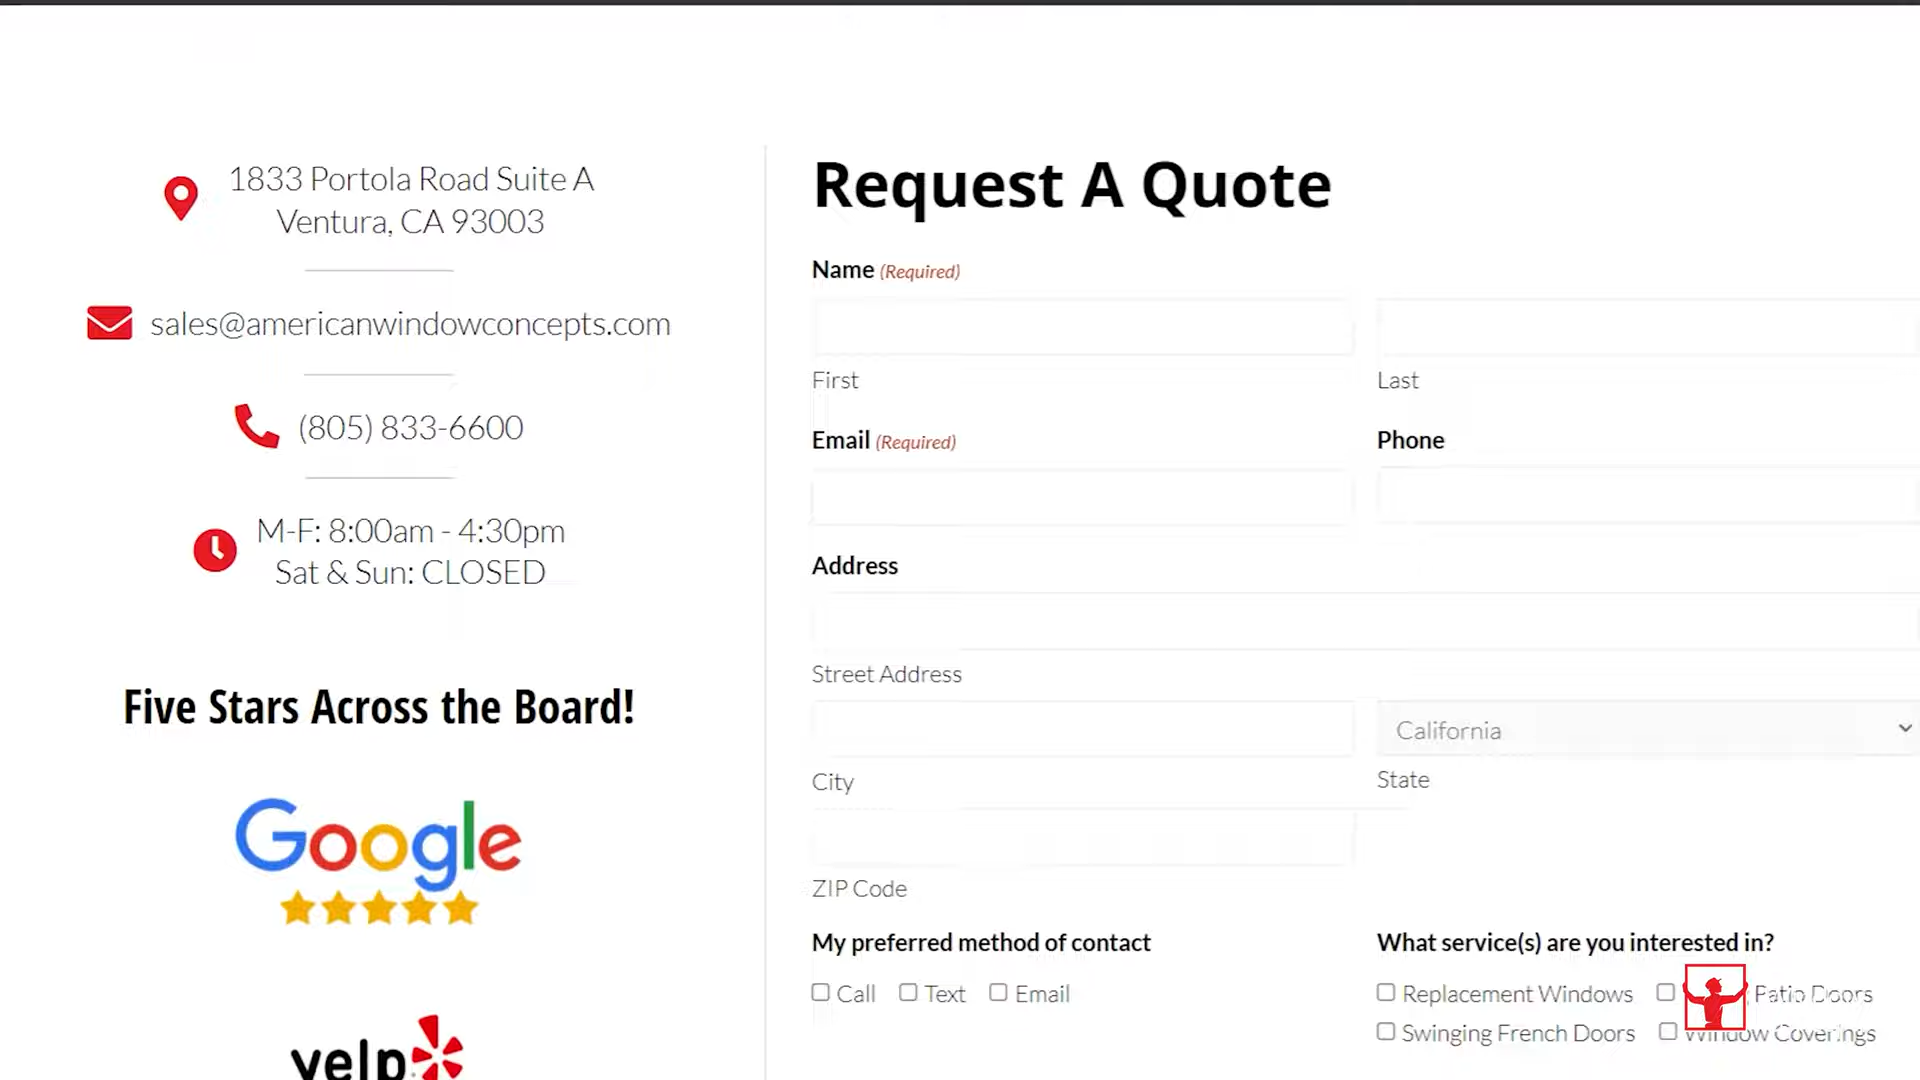 1833 Portola Road Suite A
Ventura, CA 93003
sales@americanwindowconcepts.com
(805) 833-6600
M-F: 8:00am - 4:30pm
Sat & Sun: CLOSED
Five Stars Across the Board!
Google
yelp
Request A Quote
Name (Required)
First
Last
Email (Required)
Phone
Address
Street Address
California
City
State
ZIP Code
My preferred method of contact
Call Text Email
What service(s) are you interested in?
Replacement Windows
Patio Doors
Swinging French Doors
Window Coverings